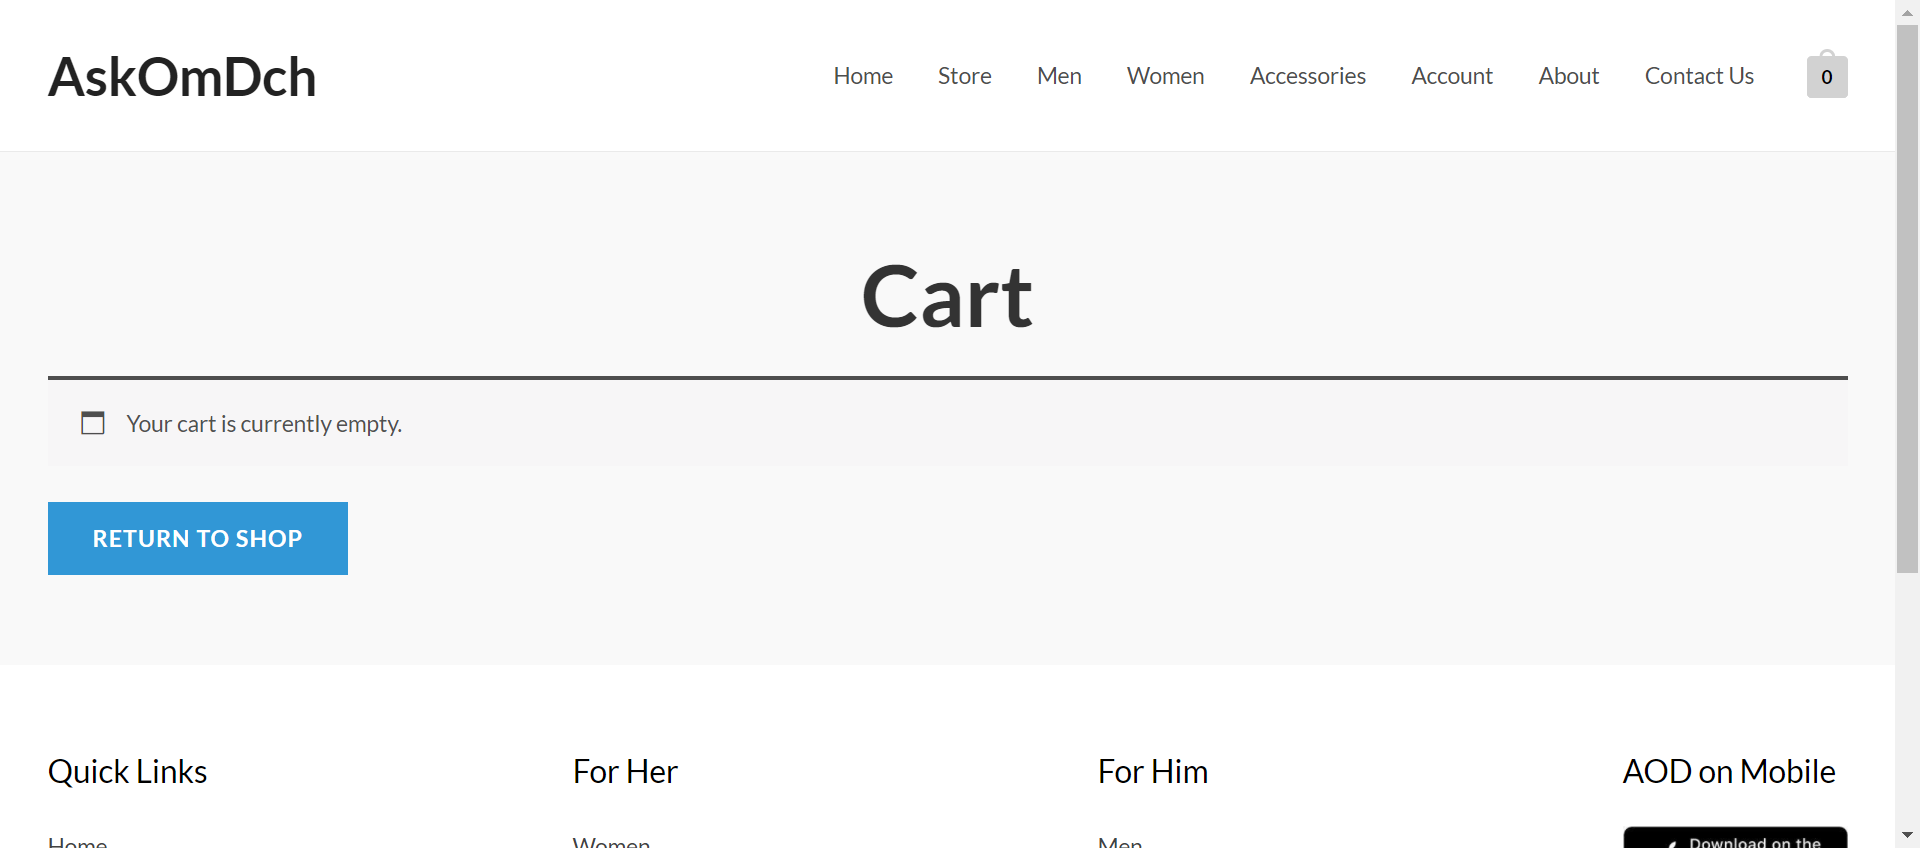 AskOmDch
Home Store Men Women Accessories Account About Contact Us 0
Cart
Your cart is currently empty.
RETURN TO SHOP
Quick Links For Her For Him AOD on Mobile
Home Women Men Download on the